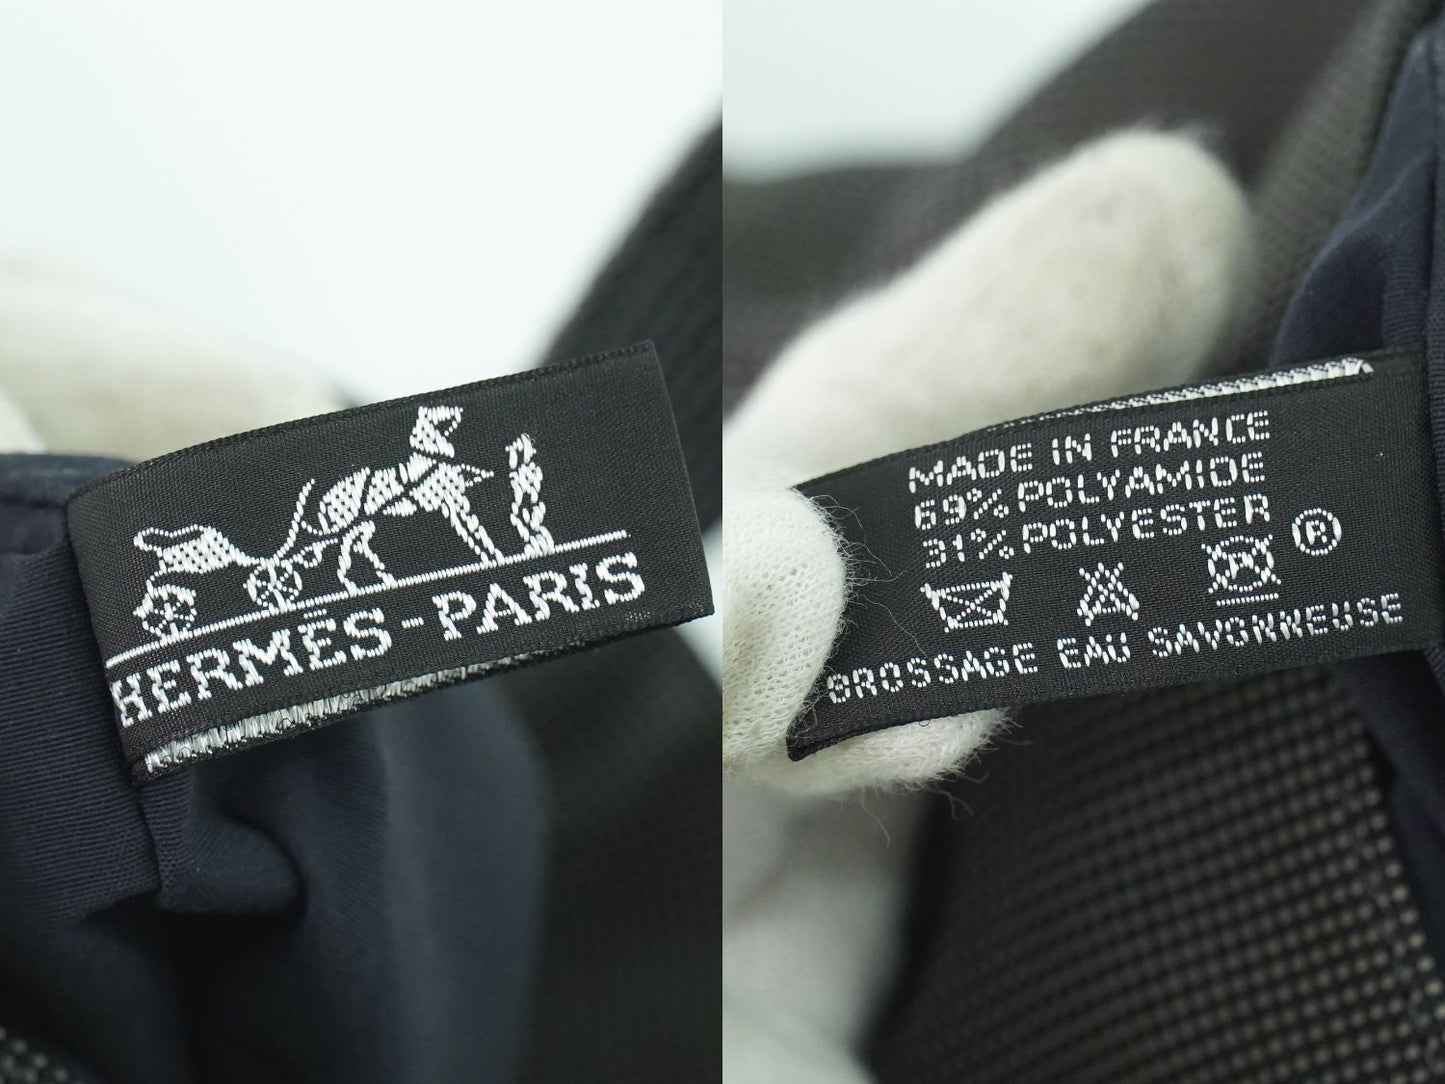 HERMÈS-PARIS
MADE IN FRANCE
69% POLYAMIDE
31% POLYESTER
®
BROSSAGE EAU SAVONNEUSE